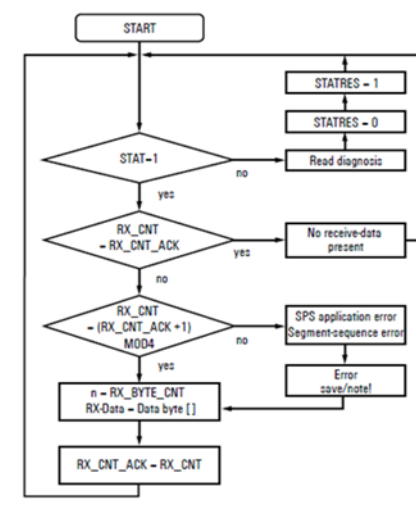 START
STATRES = 1
STATRES = 0
STAT=1
no
Read diagnosis
yes
RX_CNT
= RX_CNT_ACK
yes
No receive-data
present
no
RX_CNT
= (RX_CNT_ACK +1)
MOD4
no
SPS application error
Segment-sequence error
yes
Error
save/note!
n = RX_BYTE_CNT
RX-Data = Data byte [ ]
RX_CNT_ACK = RX_CNT